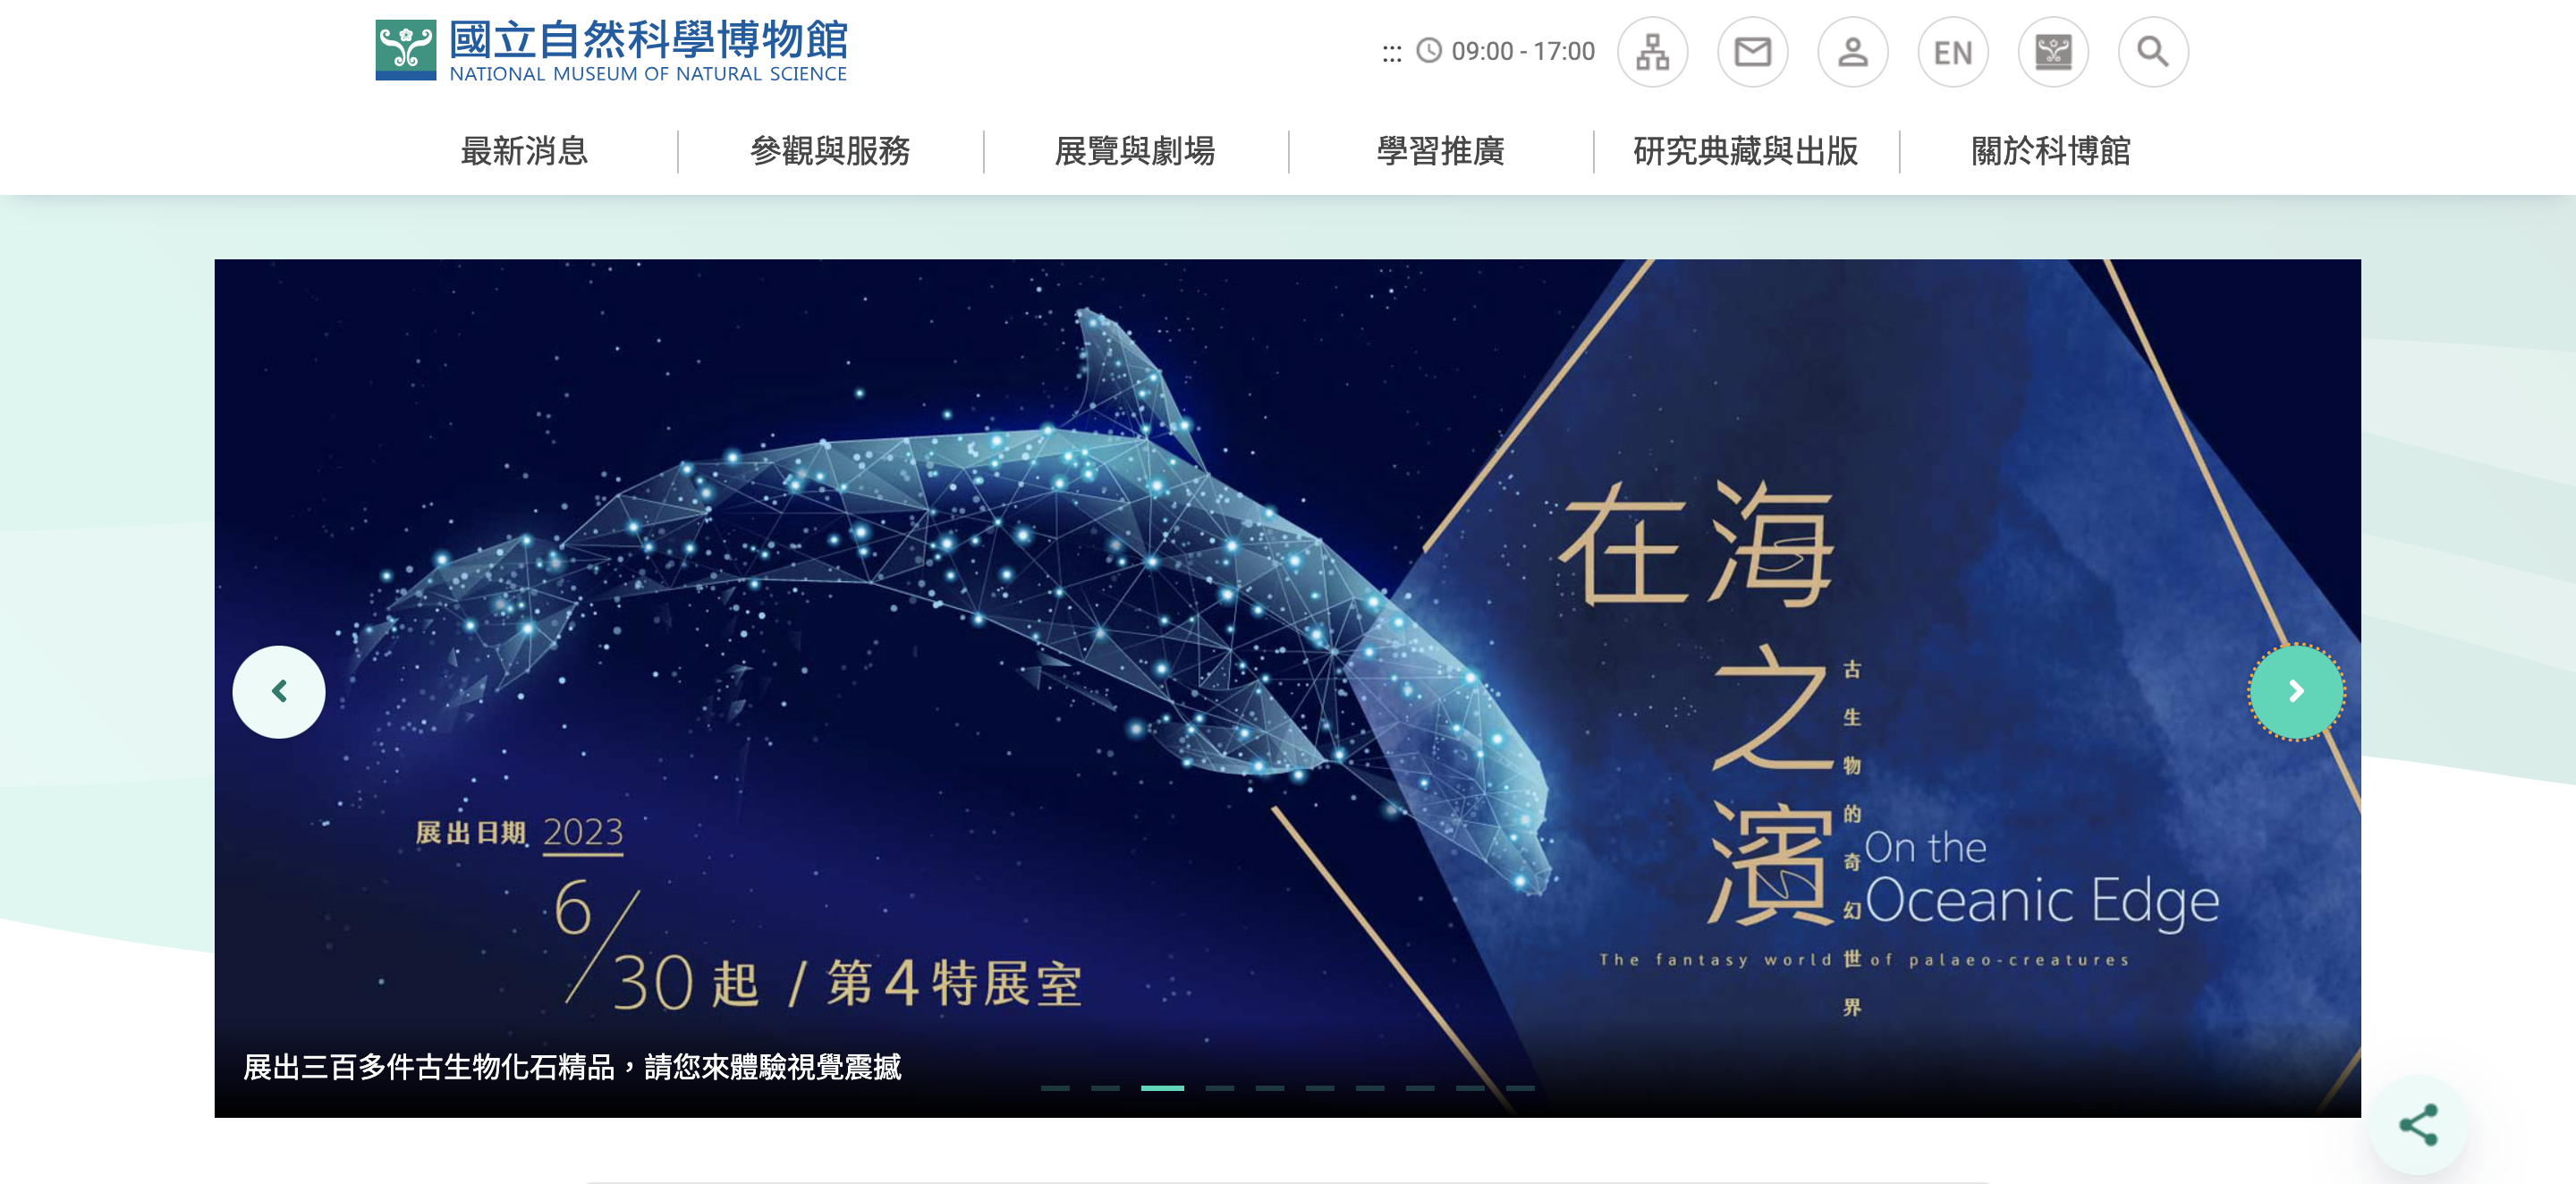 國立自然科學博物館
NATIONAL MUSEUM OF NATURAL SCIENCE
::: 09:00 - 17:00 EN
最新消息 參觀與服務 展覽與劇場 學習推廣 研究典藏與出版 關於科博館
在海之濱
古生物的奇幻世界
On the
Oceanic Edge
The fantasy world of palaeo-creatures
展出日期 2023
6/30 起 / 第4特展室
展出三百多件古生物化石精品，請您來體驗視覺震撼